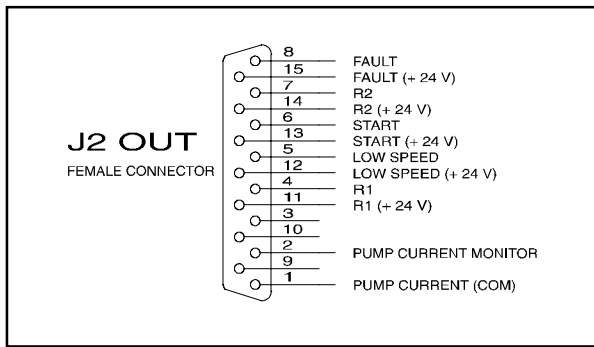 8 FAULT
15 FAULT (+ 24 V)
7 R2
14 R2 (+ 24 V)
6 START
J2 OUT
13 START (+ 24 V)
5 LOW SPEED
FEMALE CONNECTOR
12 LOW SPEED (+ 24 V)
4 R1
11 R1 (+ 24 V)
3
10
2 PUMP CURRENT MONITOR
9
1 PUMP CURRENT (COM)